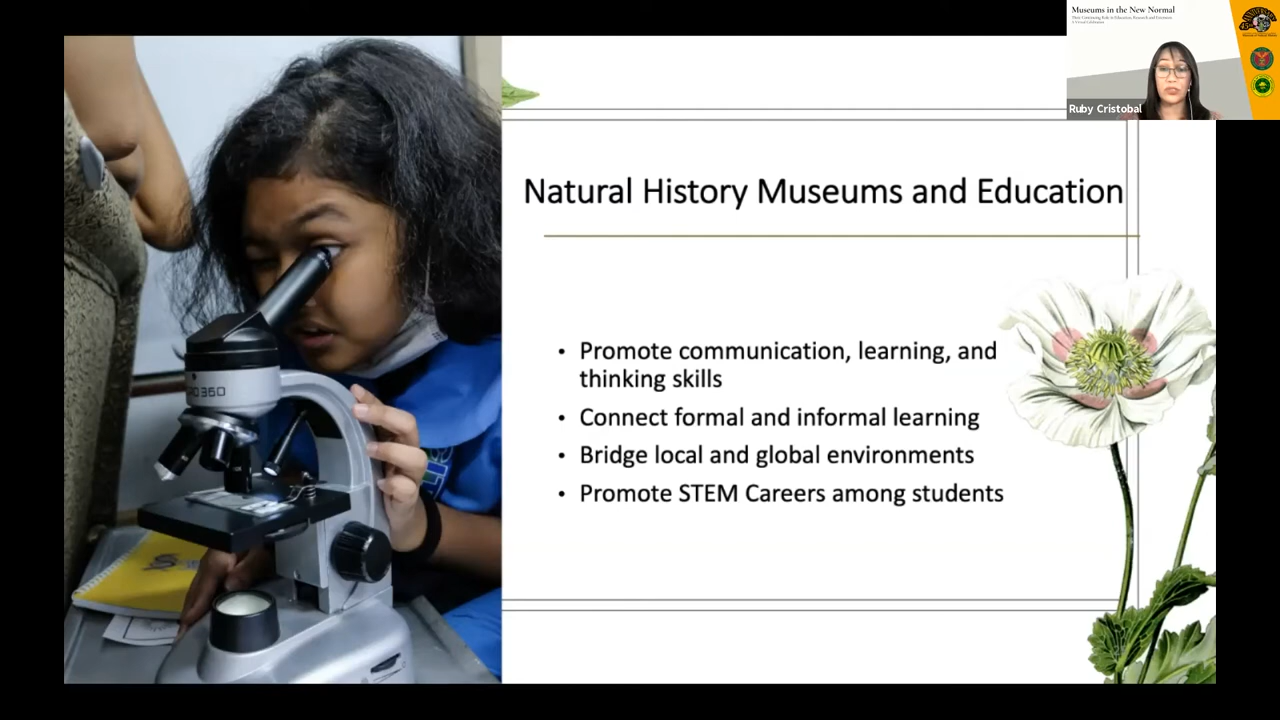 Museums in the New Normal
Their Continuing Role in Education, Research and Extension
A Virtual Celebration
Ruby Cristobal
Natural History Museums and Education
• Promote communication, learning, and
thinking skills
• Connect formal and informal learning
• Bridge local and global environments
• Promote STEM Careers among students
360